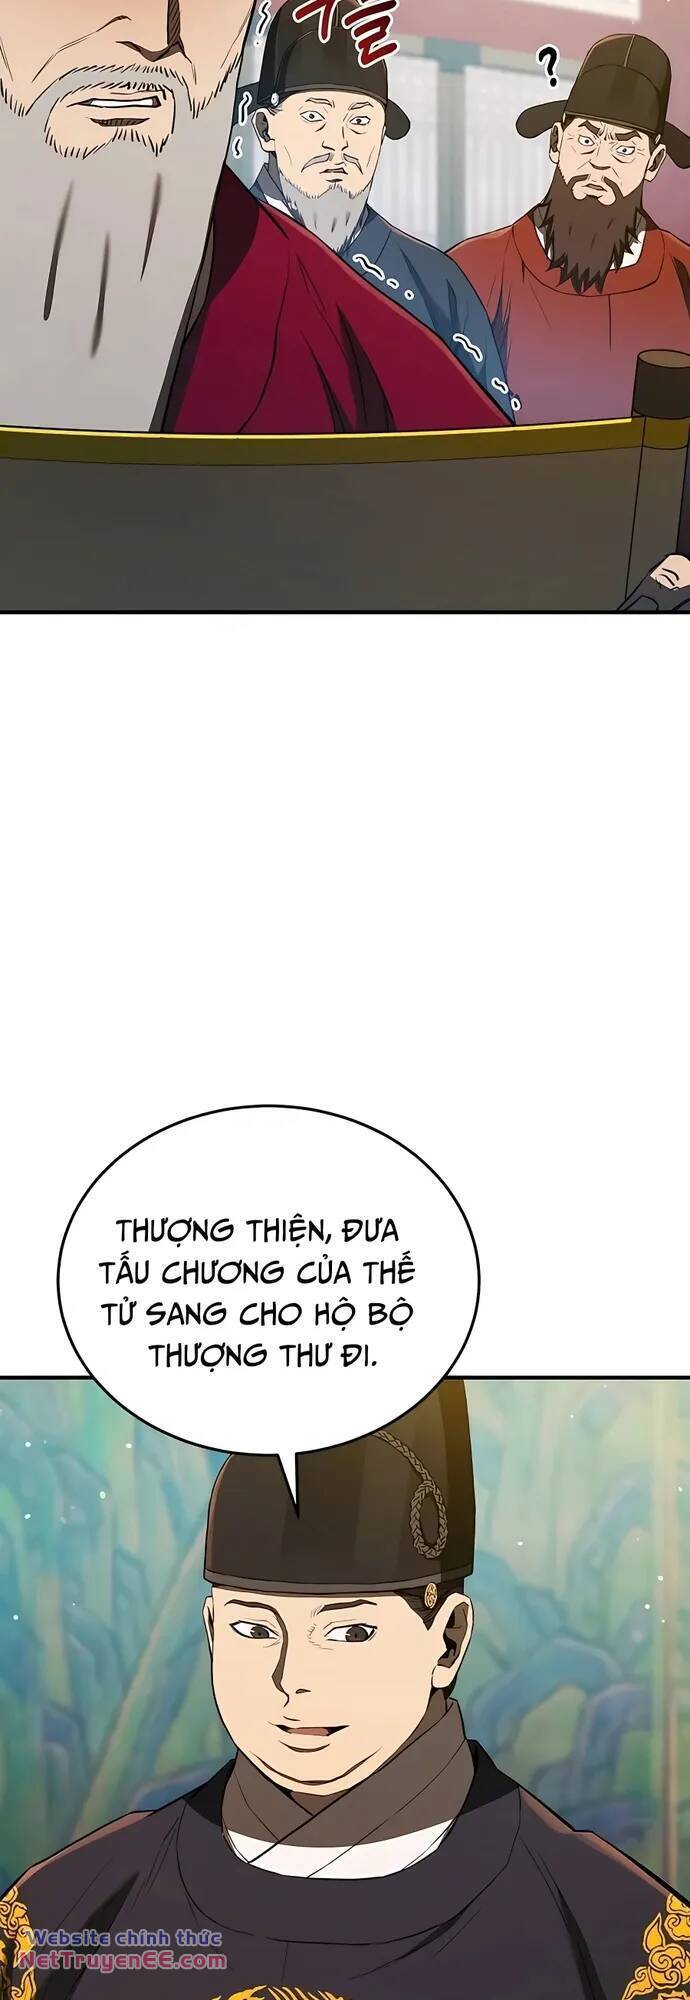 ?
THƯỢNG THIỆN, ĐƯA
TẤU CHƯƠNG CỦA THẾ
TỬ SANG CHO HỘ BỘ
THƯỢNG THƯ ĐI.
Website chính thức
NetTruyenEE.com